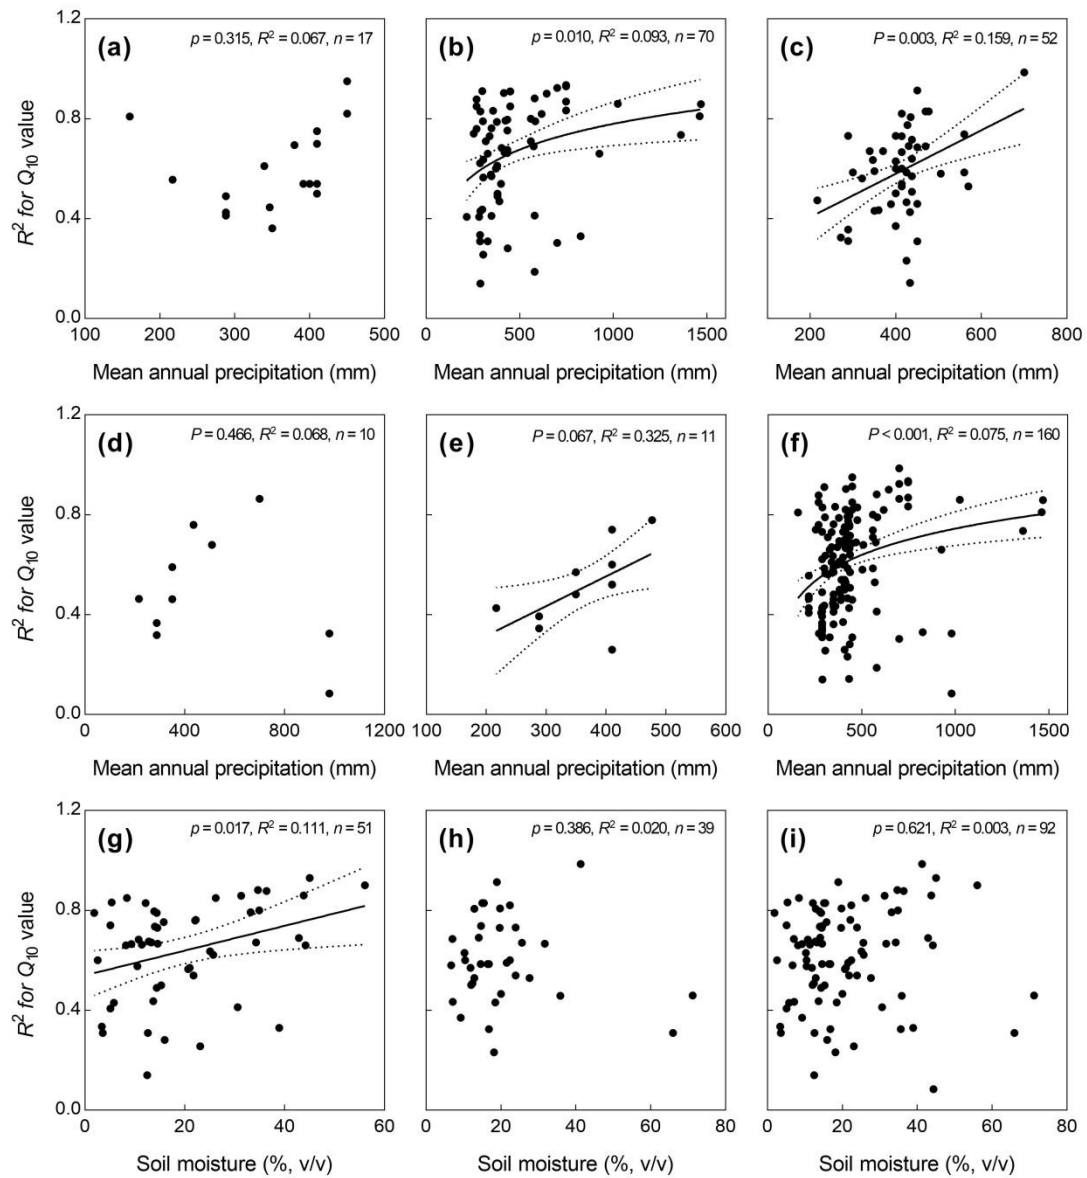 (a) p = 0.315, R² = 0.067, n = 17
(b) p = 0.010, R² = 0.093, n = 70
(c) P = 0.003, R² = 0.159, n = 52
R² for Q₁₀ value
1.2
0.8
0.4
0.0
100 200 300 400 500
0 500 1000 1500
200 400 600 800
Mean annual precipitation (mm)
Mean annual precipitation (mm)
Mean annual precipitation (mm)
(d) P = 0.466, R² = 0.068, n = 10
(e) P = 0.067, R² = 0.325, n = 11
(f) P < 0.001, R² = 0.075, n = 160
R² for Q₁₀ value
1.2
0.8
0.4
0.0
0 400 800 1200
100 200 300 400 500 600
0 500 1000 1500
Mean annual precipitation (mm)
Mean annual precipitation (mm)
Mean annual precipitation (mm)
(g) p = 0.017, R² = 0.111, n = 51
(h) p = 0.386, R² = 0.020, n = 39
(i) p = 0.621, R² = 0.003, n = 92
R² for Q₁₀ value
1.2
0.8
0.4
0.0
0 20 40 60
0 20 40 60 80
0 20 40 60 80
Soil moisture (%, v/v)
Soil moisture (%, v/v)
Soil moisture (%, v/v)